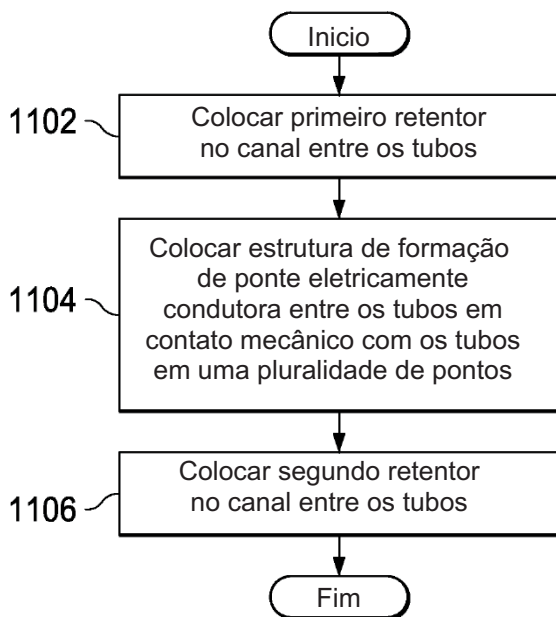 Inicio
1102
Colocar primeiro retentor
no canal entre os tubos
1104
Colocar estrutura de formação
de ponte eletricamente
condutora entre os tubos em
contato mecânico com os tubos
em uma pluralidade de pontos
1106
Colocar segundo retentor
no canal entre os tubos
Fim